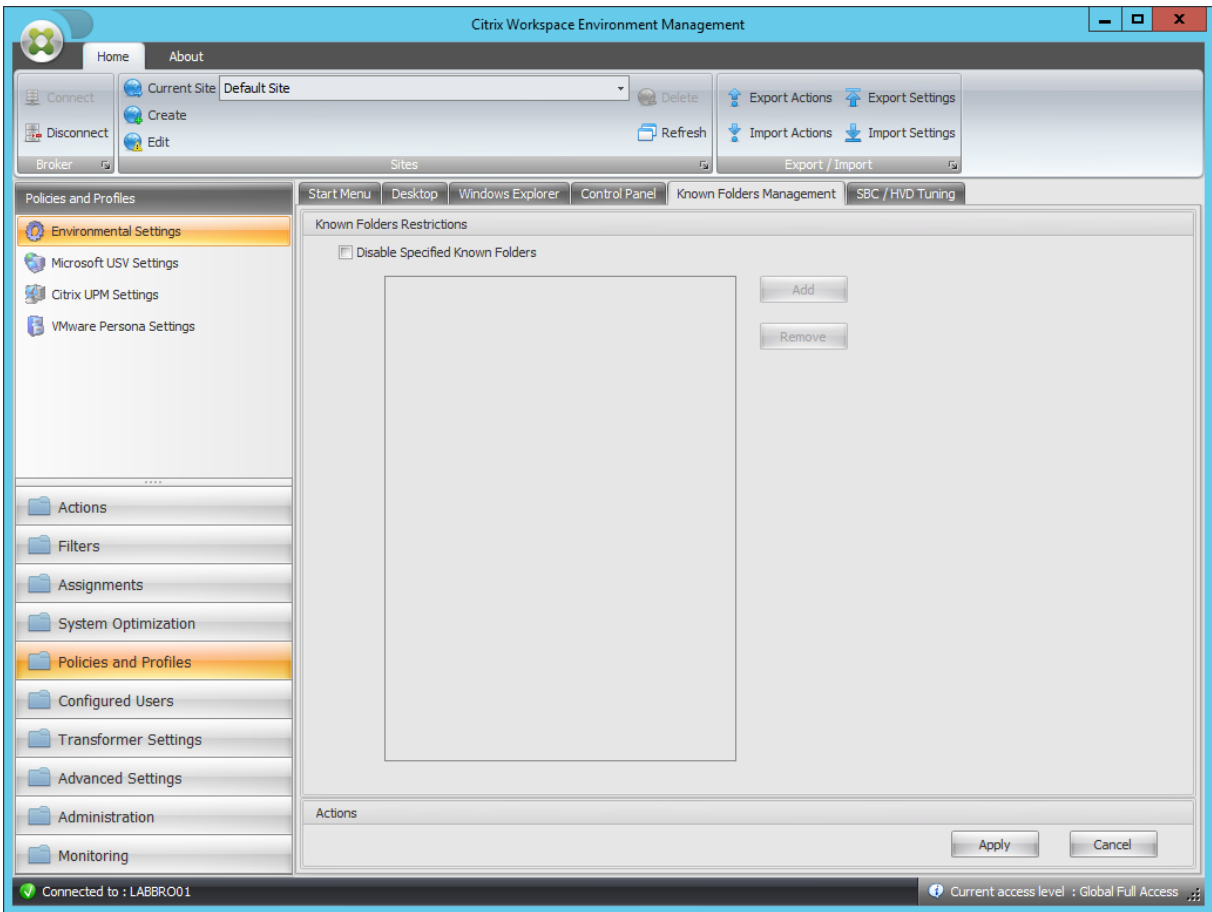 Citrix Workspace Environment Management
Home About
Connect
Disconnect
Broker
Current Site Default Site
Create
Edit
Delete
Refresh
Sites
Export Actions Export Settings
Import Actions Import Settings
Export / Import
Policies and Profiles
Environmental Settings
Microsoft USV Settings
Citrix UPM Settings
VMware Persona Settings
Actions
Filters
Assignments
System Optimization
Policies and Profiles
Configured Users
Transformer Settings
Advanced Settings
Administration
Monitoring
Start Menu Desktop Windows Explorer Control Panel Known Folders Management SBC / HVD Tuning
Known Folders Restrictions
Disable Specified Known Folders
Add
Remove
Actions
Apply Cancel
Connected to : LABBRO01
Current access level : Global Full Access